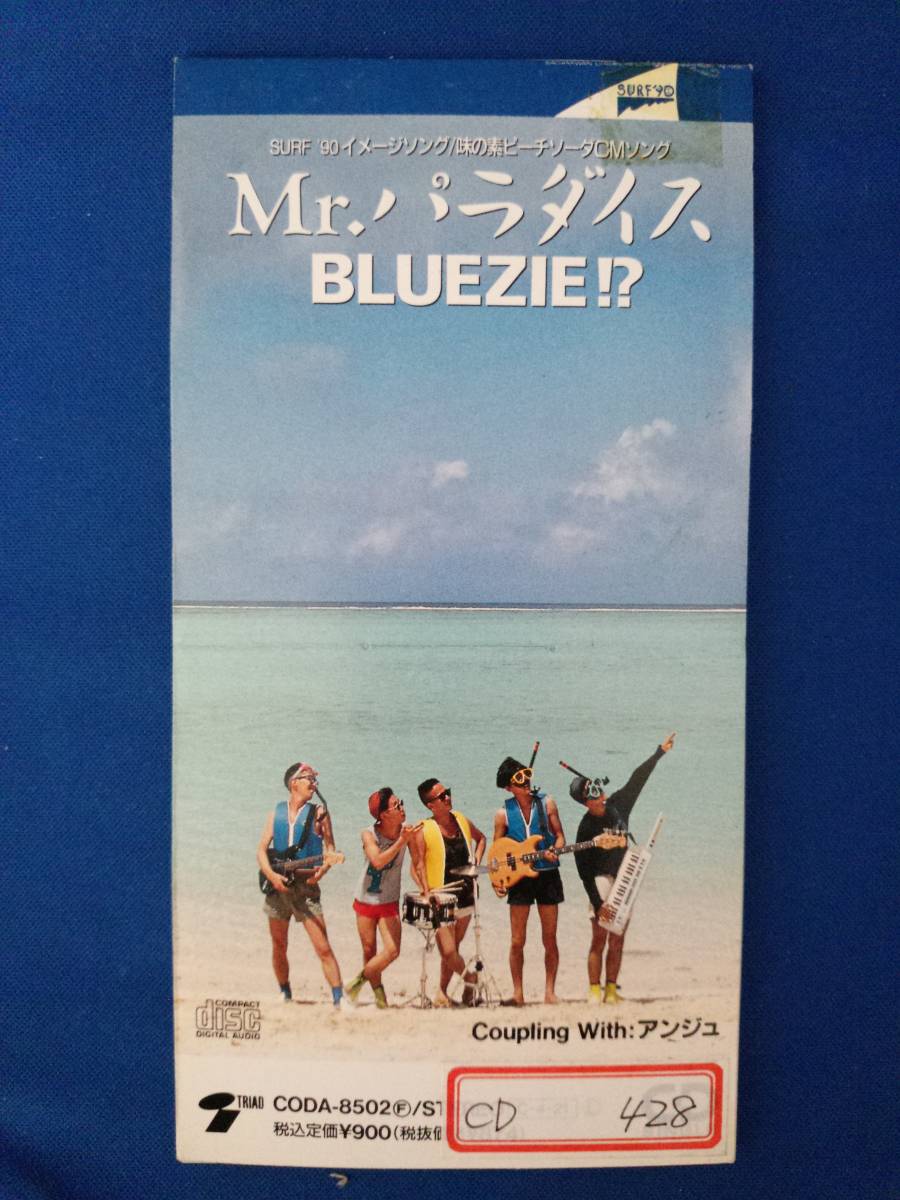 SURF '90
SURF '90イメージソング/味の素ビーチソーダCMソング
Mr.パラダイス
BLUEZIE!?
COMPACT
disc
DIGITAL AUDIO
Coupling With:アンジュ
TRIAD
CODA-8502Ⓕ/ST
税込定価¥900(税抜価
CD 428